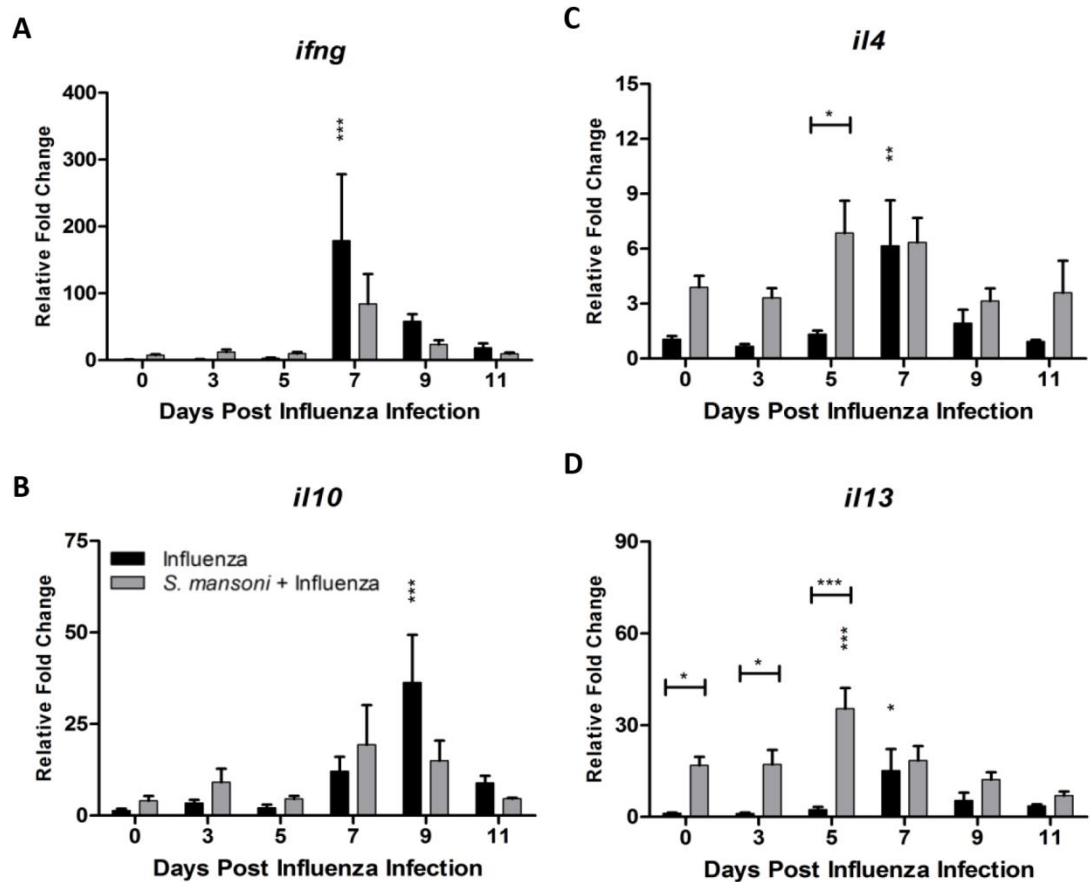 A
ifng
Relative Fold Change
400
300
200
100
0
***
0 3 5 7 9 11
Days Post Influenza Infection
B
il10
Relative Fold Change
75
50
25
0
Influenza
S. mansoni + Influenza
***
0 3 5 7 9 11
Days Post Influenza Infection
C
il4
Relative Fold Change
15
12
9
6
3
0
*
**
0 3 5 7 9 11
Days Post Influenza Infection
D
il13
Relative Fold Change
90
60
30
0
*
*
***
***
*
0 3 5 7 9 11
Days Post Influenza Infection